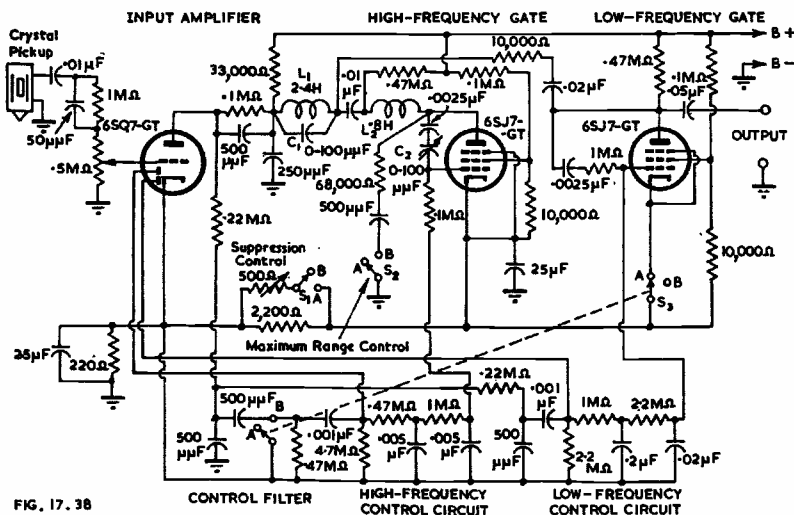 INPUT AMPLIFIER
HIGH-FREQUENCY GATE
LOW-FREQUENCY GATE
Crystal
Pickup
.01µF
1MΩ
50µµF
.5MΩ
6SQ7-GT
33,000Ω
.1MΩ
L₁
2.4H
500
µµF
C₁
0-100µµF
250µµF
.01
µF
.47MΩ
.1MΩ
L₂ .8H
.0025µF
C₂
0-100
µµF
68,000Ω
500µµF
.1MΩ
6SJ7-
-GT
10,000Ω
10,000Ω
25µF
.02µF
.47MΩ
.1MΩ
.05µF
B +
B -
OUTPUT
6SJ7-GT
1MΩ
.0025µF
10,000Ω
.22MΩ
Suppression
Control
500Ω
B
S₁A
2,200Ω
A
B
S₂
Maximum Range Control
A
B
S₃
25µF
220Ω
500µµF
B
A
500
µµF
.001µF
4.7MΩ
.47MΩ
.47MΩ
1MΩ
.005
µF
.005
µF
.22MΩ
500
µµF
.001
µF
1MΩ
2.2MΩ
2.2
MΩ
.2µF
.02µF
FIG. 17.38
CONTROL FILTER
HIGH-FREQUENCY
CONTROL CIRCUIT
LOW-FREQUENCY
CONTROL CIRCUIT